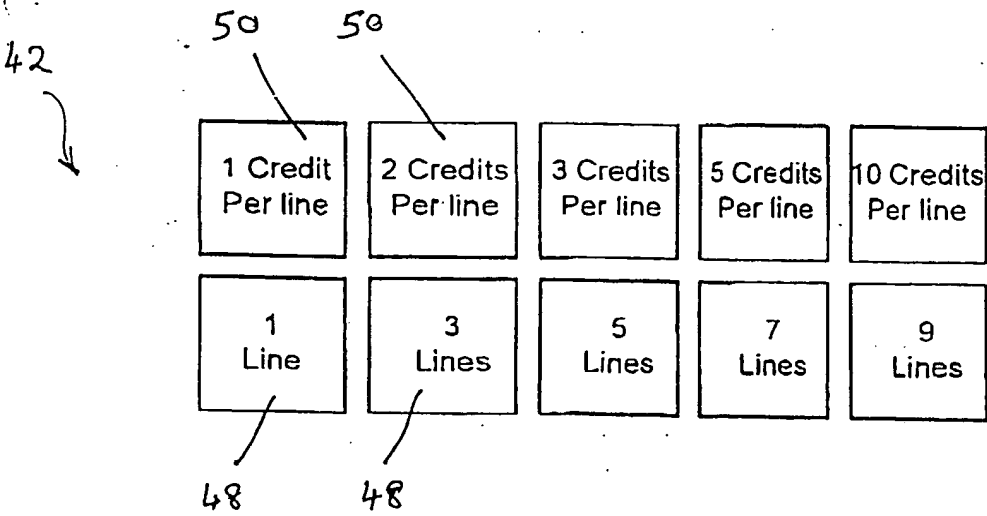 50 50
42
1 Credit 2 Credits 3 Credits 5 Credits 10 Credits
Per line Per line Per line Per line Per line
1 3 5 7 9
Line Lines Lines Lines Lines
48 48